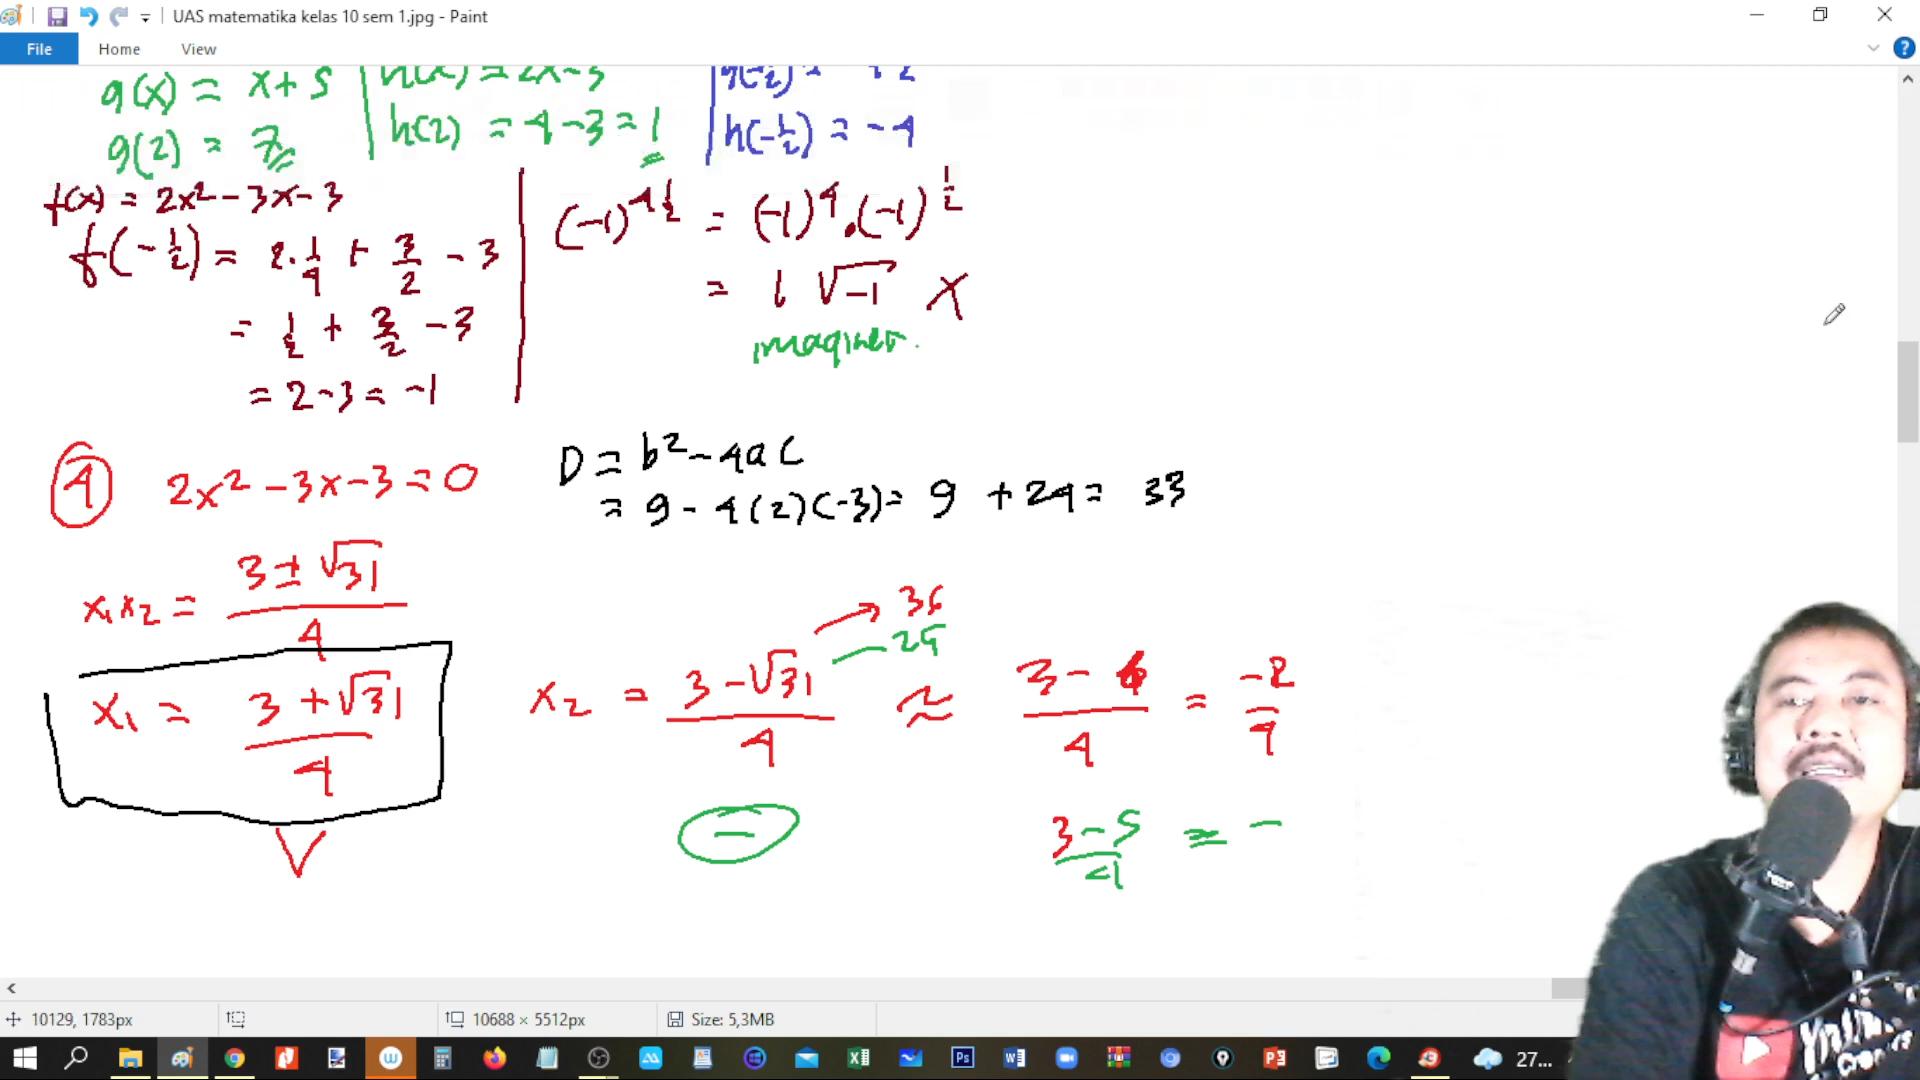 UAS matematika kelas 10 sem 1.jpg - Paint
File Home View
g(x) = x+5 h(x) = 2x-3
g(2) = 7 h(2) = 4-3=1 h(-½) = -4
f(x) = 2x²-3x-3
f(-½) = 2·¼ + 3/2 - 3
= ½ + 3/2 - 3
= 2-3 = -1
(-1)^4½ = (-1)⁴.(-1)^½
= 1 √-1 X
imaginer.
④ 2x²-3x-3=0
D = b²-4ac
= 9 - 4(2)(-3) = 9 + 24 = 33
x₁x₂ = (3±√31)/4
x₁ = (3+√31)/4
V
x₂ = (3-√31)/4 ≈ (3-6)/4 = -2/4
36
25
-
(3-5)/4 ≈ -
10129, 1783px 10688 × 5512px Size: 5,3MB
27...